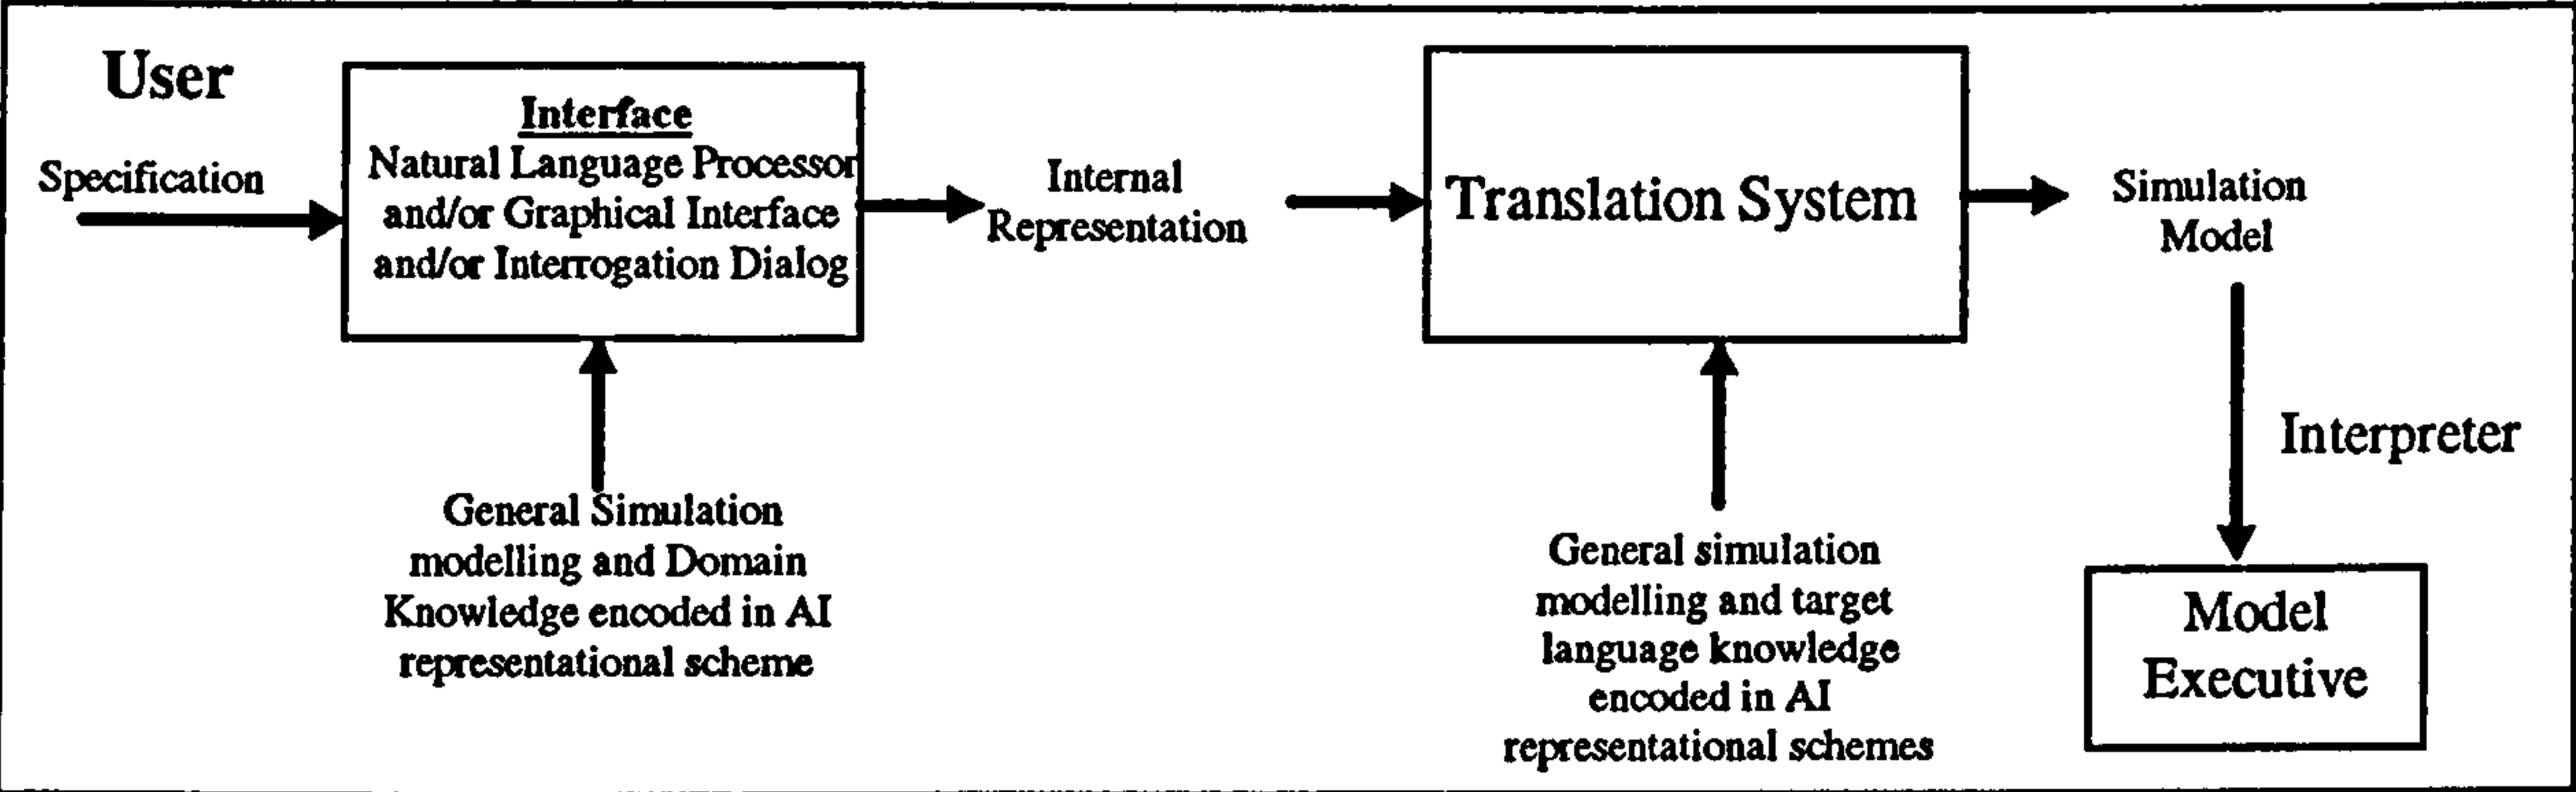 User
Specification
Interface
Natural Language Processor
and/or Graphical Interface
and/or Interrogation Dialog
General Simulation
modelling and Domain
Knowledge encoded in AI
representational scheme
Internal
Representation
Translation System
General simulation
modelling and target
language knowledge
encoded in AI
representational schemes
Simulation
Model
Interpreter
Model
Executive